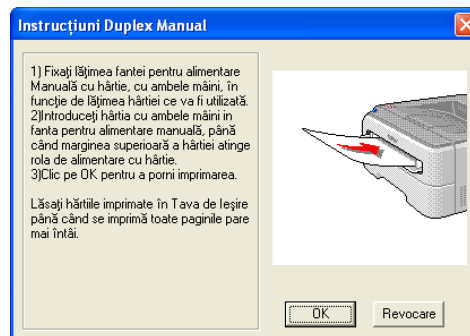 Instrucțiuni Duplex Manual
1) Fixați lățimea fantei pentru alimentare
Manuală cu hârtie, cu ambele mâini, în
funcție de lățimea hârtiei ce va fi utilizată.
2)Introduceți hârtia cu ambele mâini in
fanta pentru alimentare manuală, până
când marginea superioară a hârtiei atinge
rola de alimentare cu hârtie.
3)Clic pe OK pentru a porni imprimarea.
Lăsați hârtiile imprimate în Tava de Ieșire
până când se imprimă toate paginile pare
mai întâi.
OK
Revocare